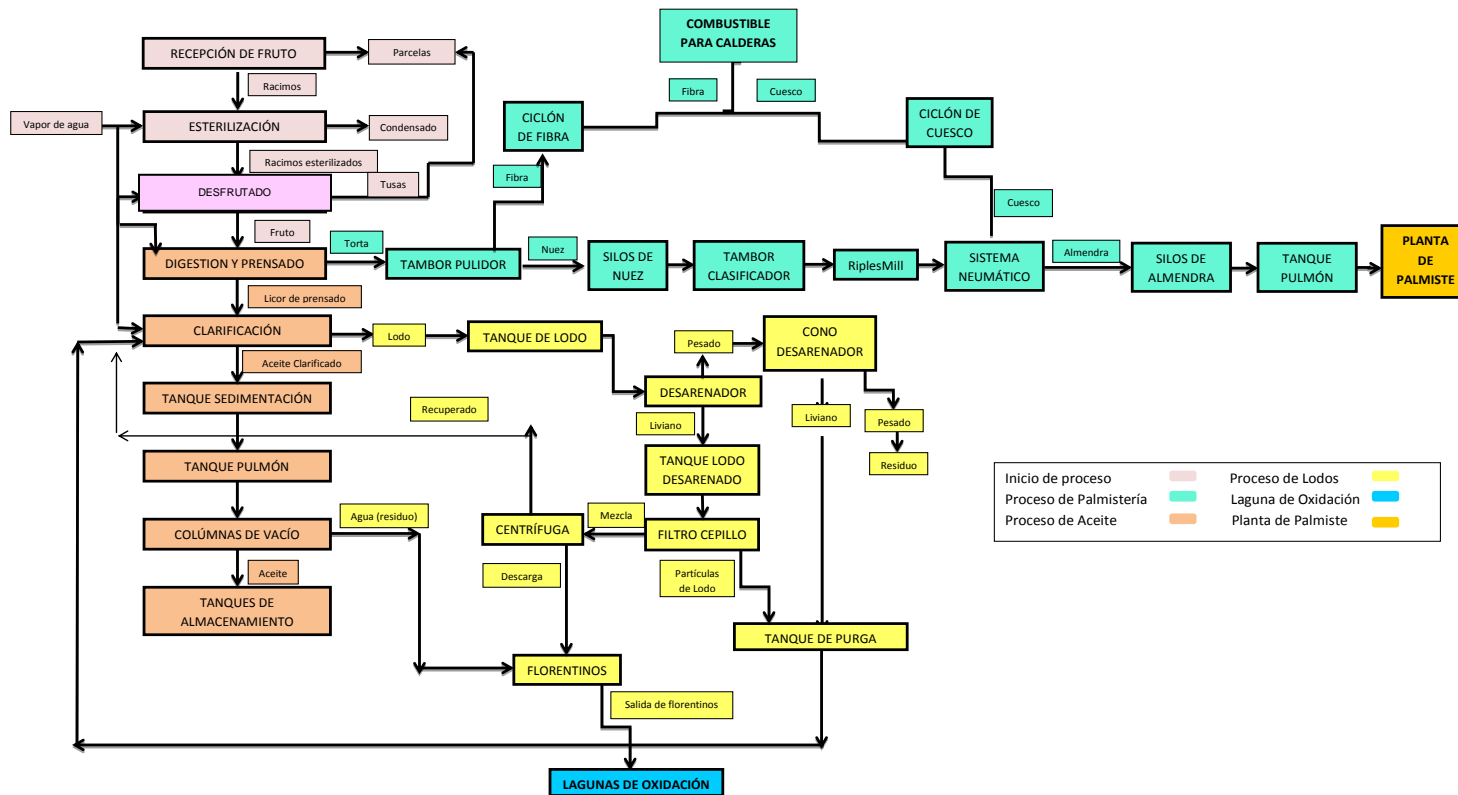 COMBUSTIBLE
PARA CALDERAS
RECEPCIÓN DE FRUTO
Parcelas
Racimos
Fibra
Cuesco
Vapor de agua
ESTERILIZACIÓN
Condensado
CICLÓN
DE FIBRA
CICLÓN DE
CUESCO
Racimos esterilizados
Tusas
DESFRUTADO
Fibra
Cuesco
Fruto
Torta
Nuez
Almendra
DIGESTION Y PRENSADO
TAMBOR PULIDOR
SILOS DE
NUEZ
TAMBOR
CLASIFICADOR
RiplesMill
SISTEMA
NEUMÁTICO
SILOS DE
ALMENDRA
TANQUE
PULMÓN
PLANTA
DE
PALMISTE
Licor de prensado
CLARIFICACIÓN
Lodo
TANQUE DE LODO
Pesado
CONO
DESARENADOR
Aceite Clarificado
TANQUE SEDIMENTACIÓN
DESARENADOR
Recuperado
Liviano
Liviano
Pesado
TANQUE PULMÓN
TANQUE LODO
DESARENADO
Residuo
Inicio de proceso
Proceso de Lodos
Proceso de Palmistería
Laguna de Oxidación
Proceso de Aceite
Planta de Palmiste
Agua (residuo)
Mezcla
COLÚMNAS DE VACÍO
CENTRÍFUGA
FILTRO CEPILLO
Aceite
Descarga
Partículas
de Lodo
TANQUES DE
ALMACENAMIENTO
TANQUE DE PURGA
FLORENTINOS
Salida de florentinos
LAGUNAS DE OXIDACIÓN